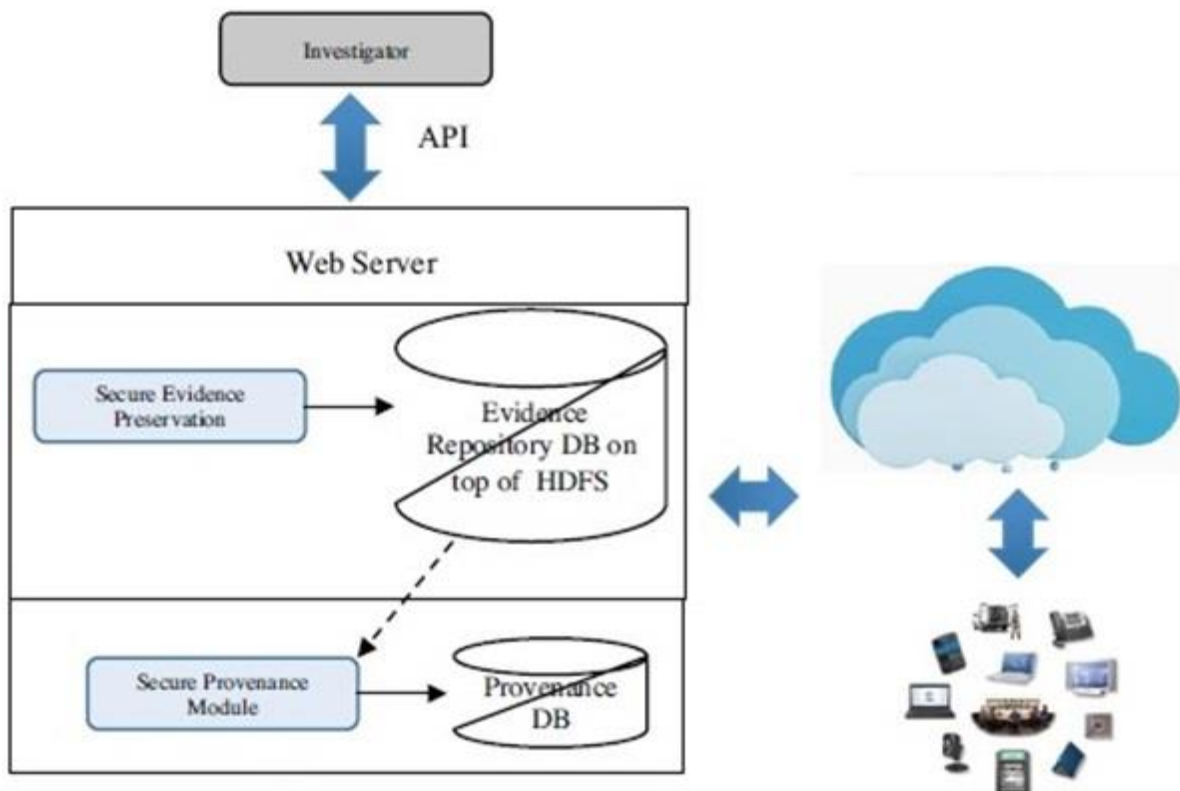 Investigator
API
Web Server
Secure Evidence
Preservation
Evidence
Repository DB on
top of HDFS
Secure Provenance
Module
Provenance
DB